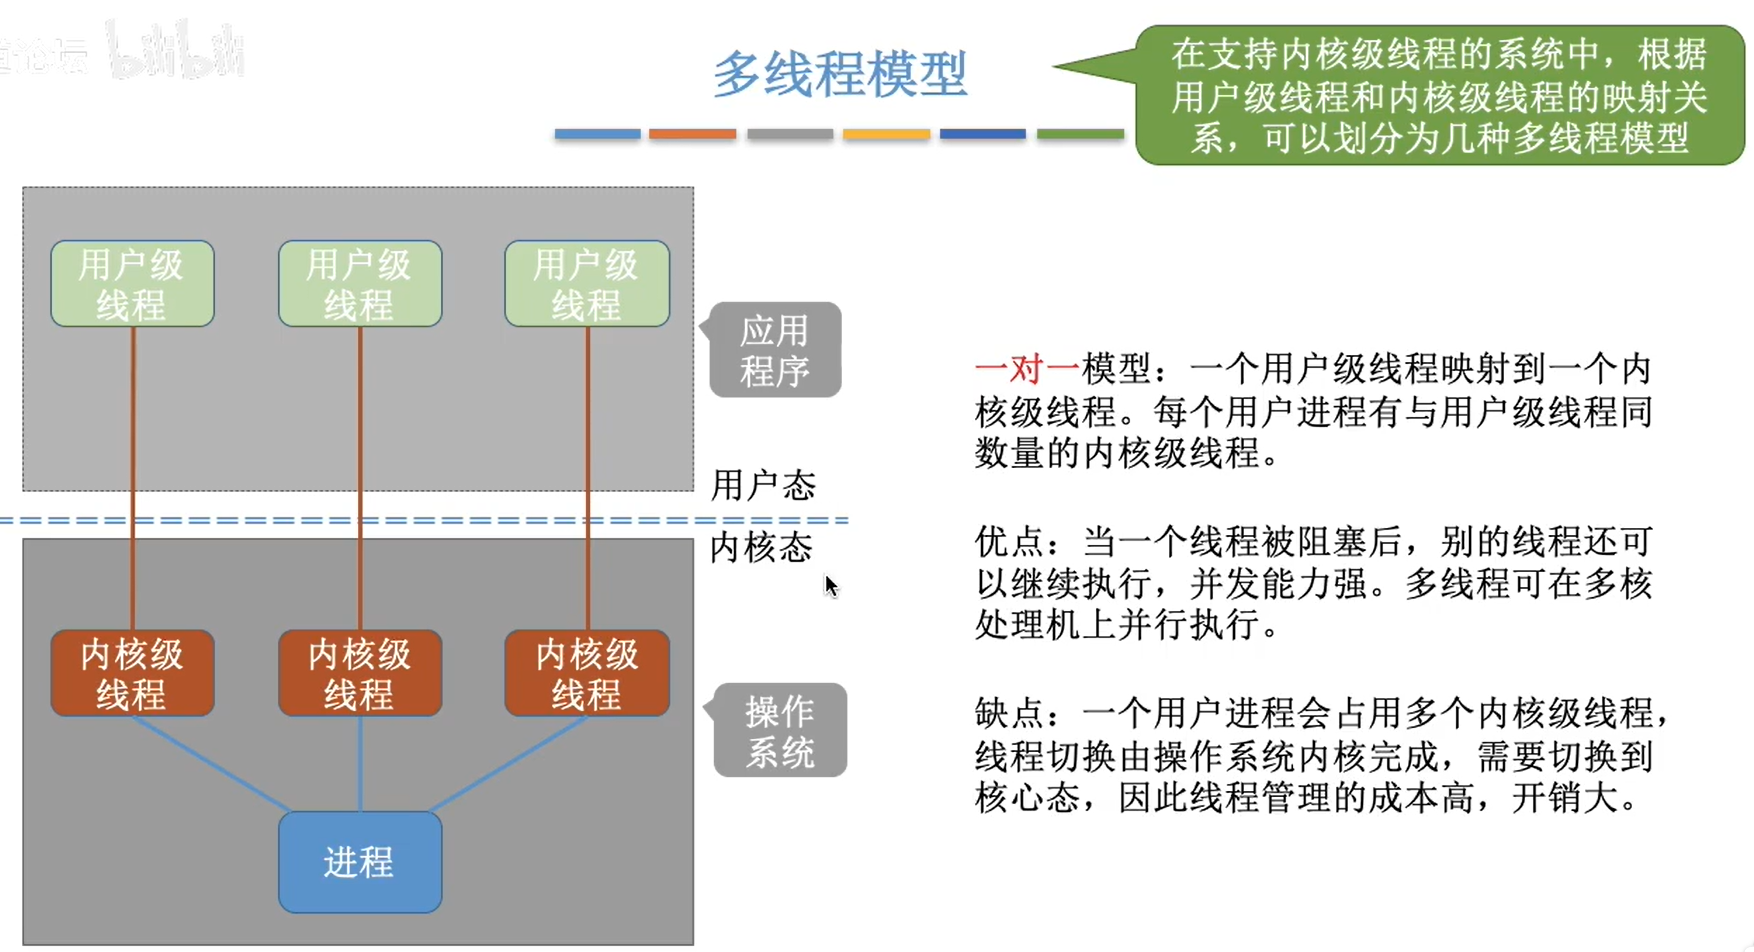 道论坛 bilibili
多线程模型
在支持内核级线程的系统中，根据
用户级线程和内核级线程的映射关
系，可以划分为几种多线程模型
用户级
线程
用户级
线程
用户级
线程
应用
程序
用户态
内核态
内核级
线程
内核级
线程
内核级
线程
操作
系统
进程
一对一模型：一个用户级线程映射到一个内
核级线程。每个用户进程有与用户级线程同
数量的内核级线程。
优点：当一个线程被阻塞后，别的线程还可
以继续执行，并发能力强。多线程可在多核
处理机上并行执行。
缺点：一个用户进程会占用多个内核级线程，
线程切换由操作系统内核完成，需要切换到
核心态，因此线程管理的成本高，开销大。